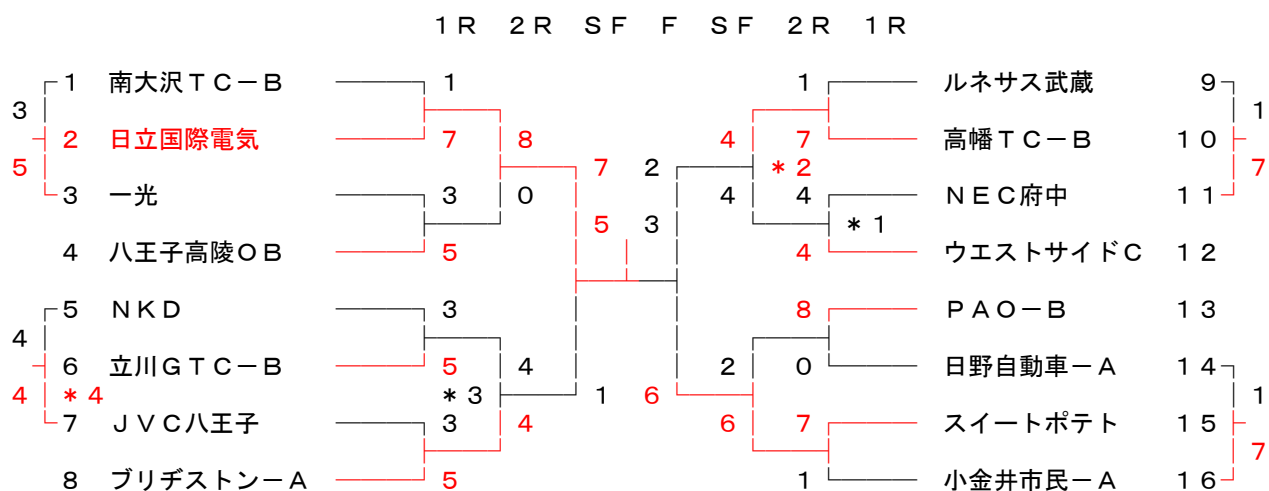 １Ｒ ２Ｒ ＳＦ Ｆ ＳＦ ２Ｒ １Ｒ
１ 南大沢ＴＣ－Ｂ １ １ ルネサス武蔵 ９
３ １
２ 日立国際電気 ７ ８ ４ ７ 高幡ＴＣ－Ｂ １０
５ ７ ２ ＊２ ７
３ 一光 ３ ０ ４ ４ ＮＥＣ府中 １１
５ ３ ＊１
４ 八王子高陵ＯＢ ５ ４ ウエストサイドＣ １２
５ ＮＫＤ ３ ８ ＰＡＯ－Ｂ １３
４
６ 立川ＧＴＣ－Ｂ ５ ４ ２ ０ 日野自動車－Ａ １４
４ ＊４ ＊３ １ ６ １
７ ＪＶＣ八王子 ３ ４ ６ ７ スイートポテト １５
７
８ ブリヂストン－Ａ ５ １ 小金井市民－Ａ １６